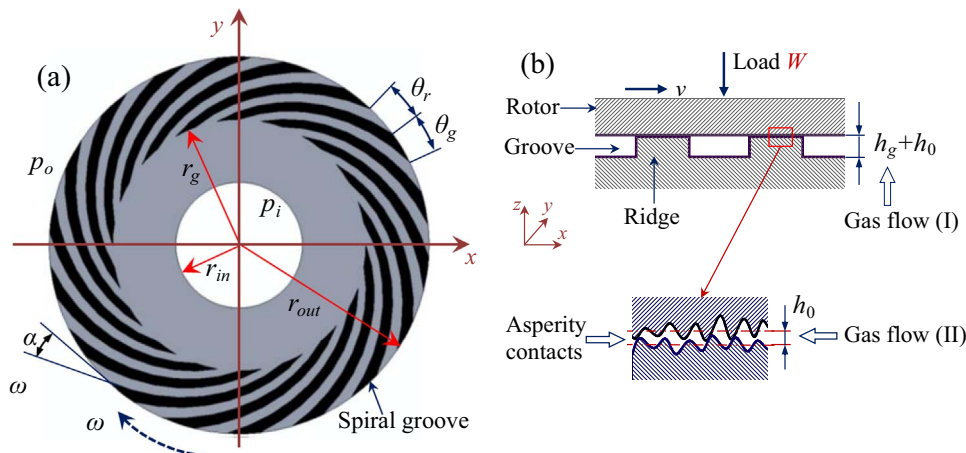 (a)
y
θr
θg
po
rg
pi
x
rin
rout
α
ω
ω
Spiral groove
(b)
Load W
v
Rotor
Groove
hg+h0
Ridge
z
y
x
Gas flow (I)
Asperity
contacts
h0
Gas flow (II)